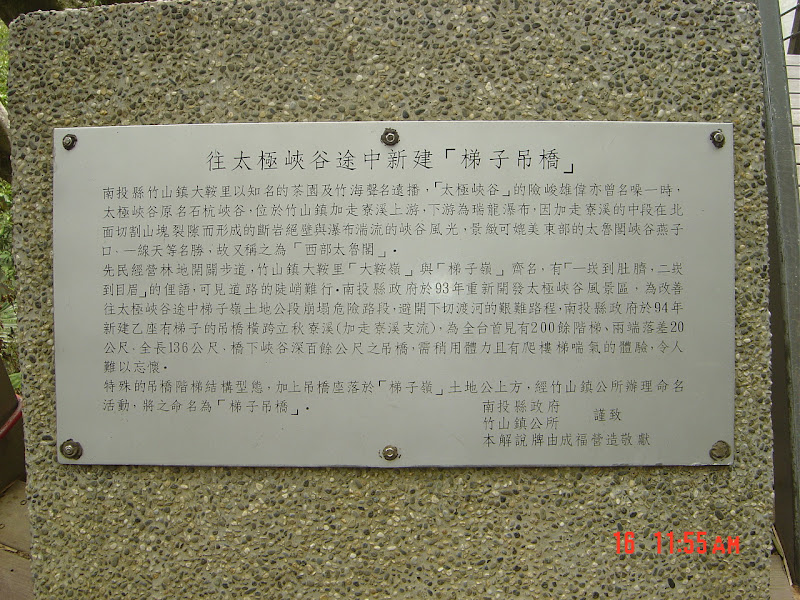 往太極峽谷途中新建「梯子吊橋」
南投縣竹山鎮大鞍里以知名的茶園及竹海聲名遠播，「太極峽谷」的險峻雄偉亦曾名噪一時，
太極峽谷原名石杭峽谷，位於竹山鎮加走寮溪上游，下游為瑞龍瀑布，因加走寮溪的中段在北
面切割山塊裂隙而形成的斷岩絕壁與瀑布湍流的峽谷風光，景緻可媲美東部的太魯閣峽谷燕子
口，一線天等名勝，故又稱之為「西部太魯閣」。
先民經營林地開闢步道，竹山鎮大鞍里「大鞍嶺」與「梯子嶺」齊名，有「一崁到肚臍，二崁
到目眉」的俚語，可見道路的陡峭難行。南投縣政府於93年重新開發太極峽谷風景區，為改善
往太極峽谷途中梯子嶺土地公段崩塌危險路段，避開下切渡河的艱難路程，南投縣政府於94年
新建乙座有梯子的吊橋橫跨立秋寮溪(加走寮溪支流)，為全台首見有200餘階梯、兩端落差20
公尺，全長136公尺，橋下峽谷深百餘公尺之吊橋，需稍用體力且有爬樓梯喘氣的體驗，令人
難以忘懷。
特殊的吊橋階梯結構型態，加上吊橋座落於「梯子嶺」土地公上方，經竹山鎮公所辦理命名
活動，將之命名為「梯子吊橋」。
南投縣政府
竹山鎮公所 謹致
本解說牌由成福營造敬獻
16 11:55AM